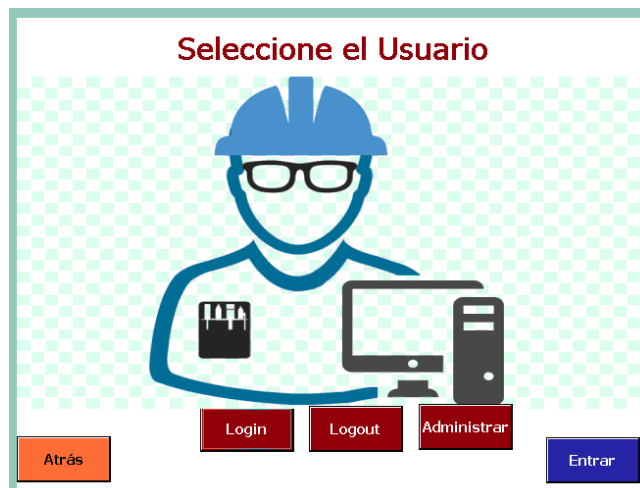 Seleccione el Usuario
Login
Logout
Administrar
Atrás
Entrar